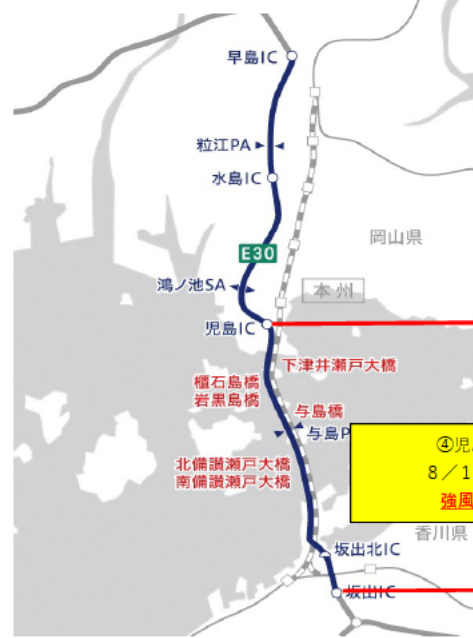 早島IC
粒江PA
水島IC
岡山県
E30
鴻ノ池SA
本州
児島IC
下津井瀬戸大橋
櫃石島橋
岩黒島橋
与島橋
与島P
④児
8/1
強風
北備讃瀬戸大橋
南備讃瀬戸大橋
香川県
坂出北IC
坂出IC